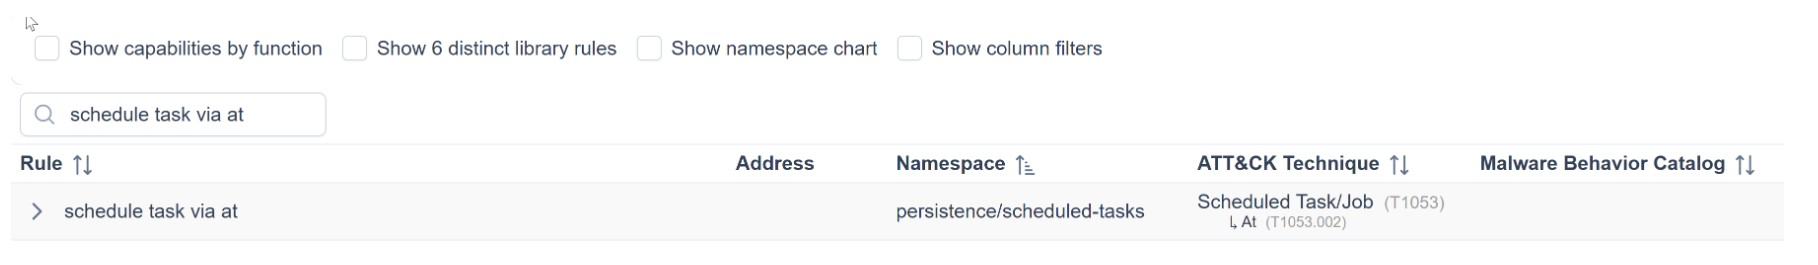 Show capabilities by function Show 6 distinct library rules Show namespace chart Show column filters
schedule task via at
Rule Address Namespace ATT&CK Technique Malware Behavior Catalog
schedule task via at persistence/scheduled-tasks Scheduled Task/Job (T1053)
↳ At (T1053.002)